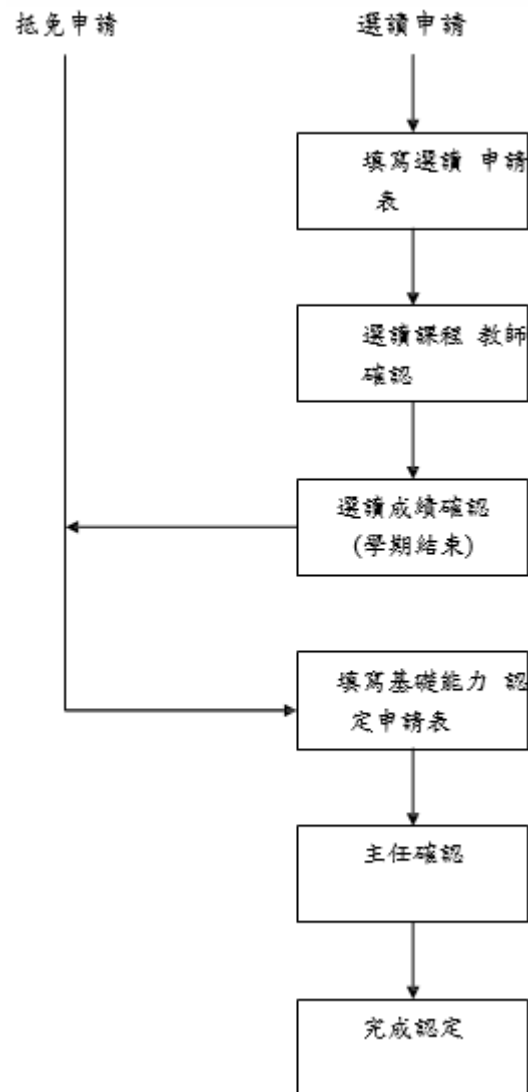 抵免申請
選讀申請
填寫選讀 申請
表
選讀課程 教師
確認
選讀成績確認
(學期結束)
填寫基礎能力 認
定申請表
主任確認
完成認定